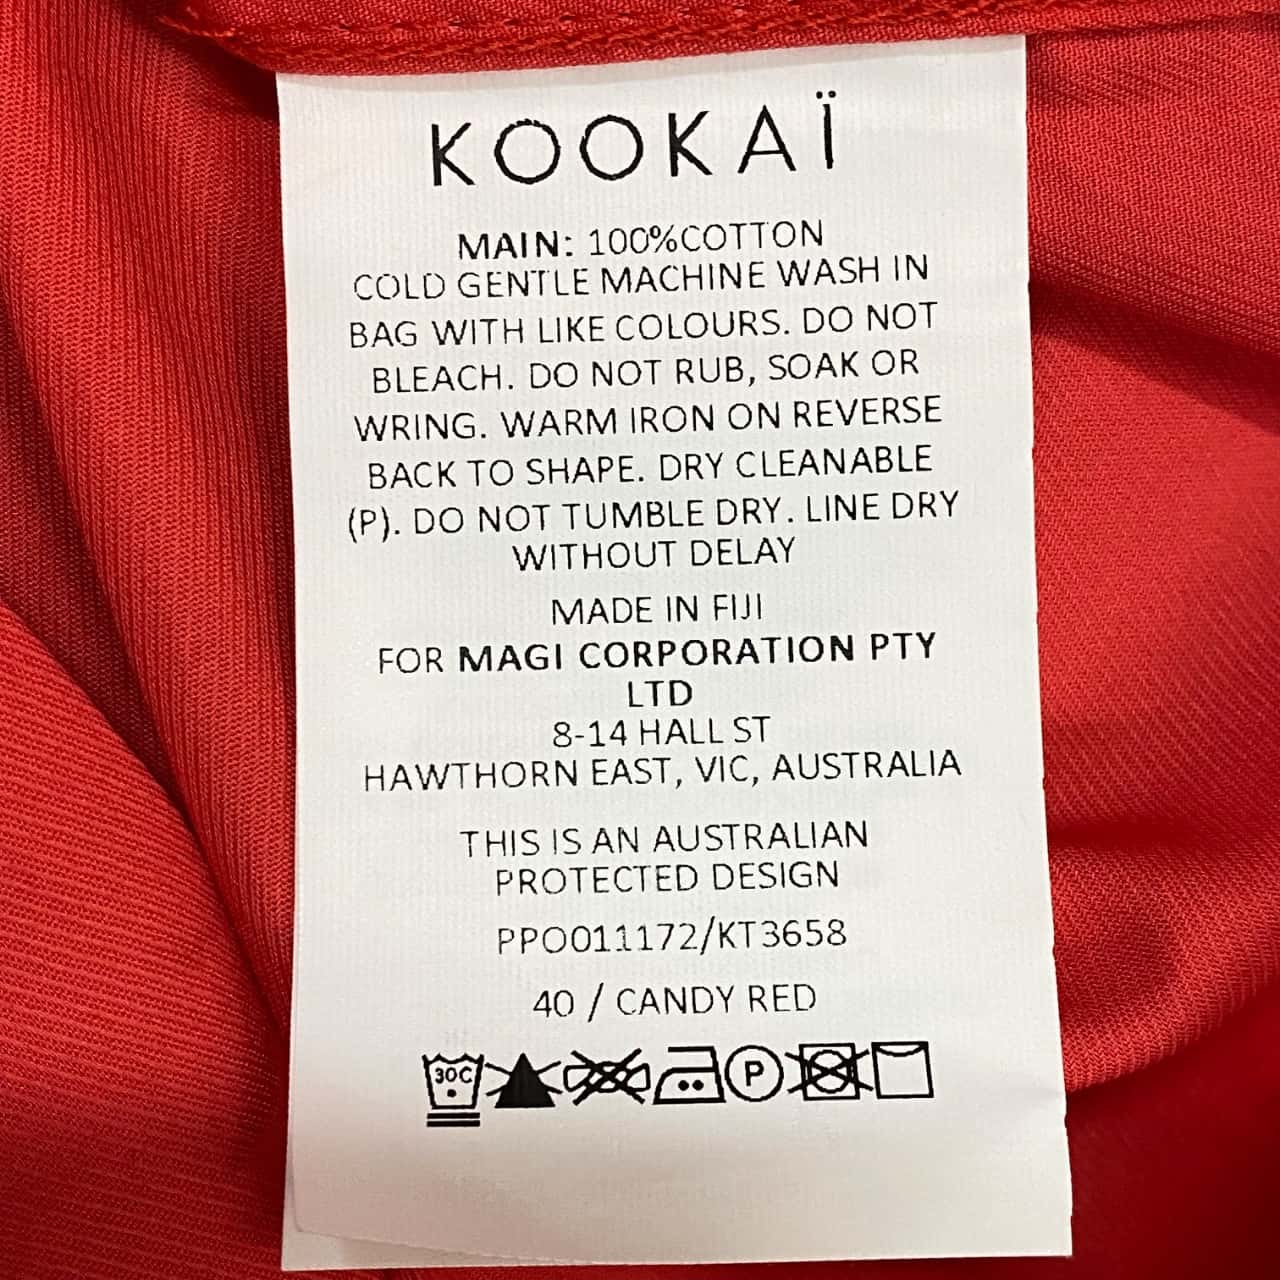 KOOKAÏ
MAIN: 100%COTTON
COLD GENTLE MACHINE WASH IN
BAG WITH LIKE COLOURS. DO NOT
BLEACH. DO NOT RUB, SOAK OR
WRING. WARM IRON ON REVERSE
BACK TO SHAPE. DRY CLEANABLE
(P). DO NOT TUMBLE DRY. LINE DRY
WITHOUT DELAY
MADE IN FIJI
FOR MAGI CORPORATION PTY
LTD
8-14 HALL ST
HAWTHORN EAST, VIC, AUSTRALIA
THIS IS AN AUSTRALIAN
PROTECTED DESIGN
PPO011172/KT3658
40 / CANDY RED
30C P